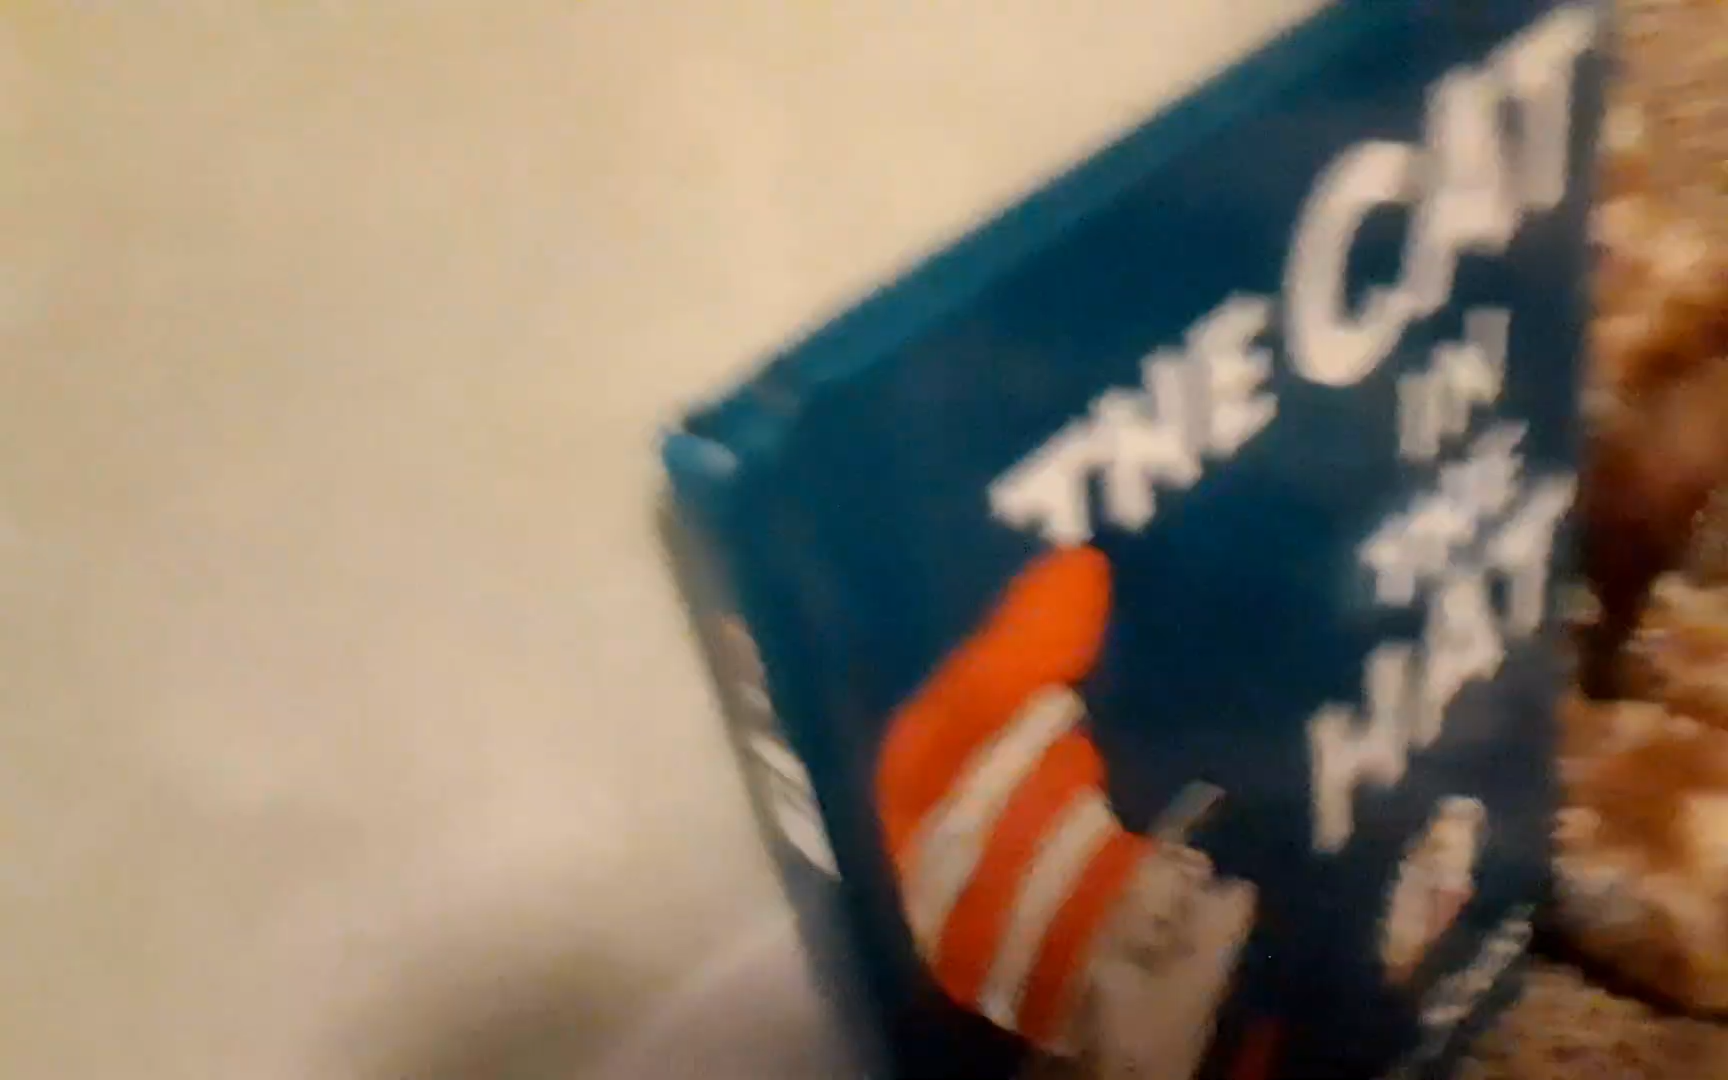 THE CAT
IN
THE
HAT